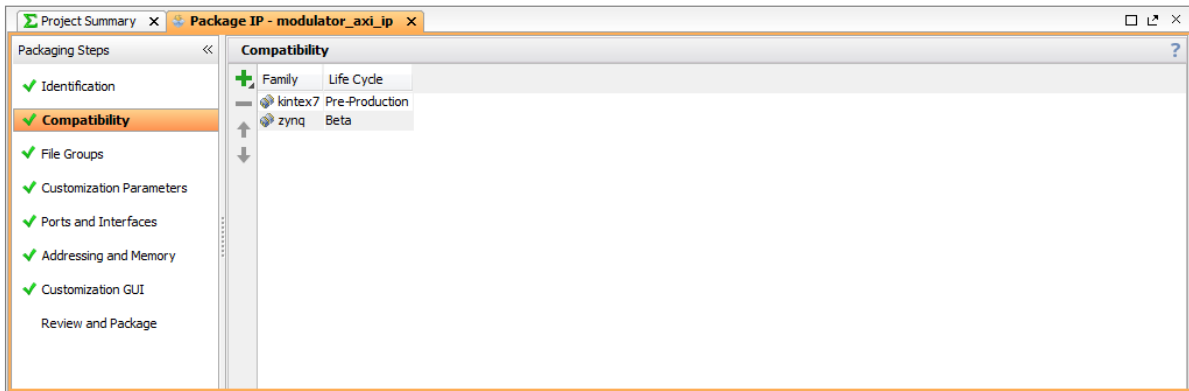 Project Summary
Package IP - modulator_axi_ip
Packaging Steps
Identification
Compatibility
File Groups
Customization Parameters
Ports and Interfaces
Addressing and Memory
Customization GUI
Review and Package
Compatibility
Family Life Cycle
kintex7 Pre-Production
zynq Beta